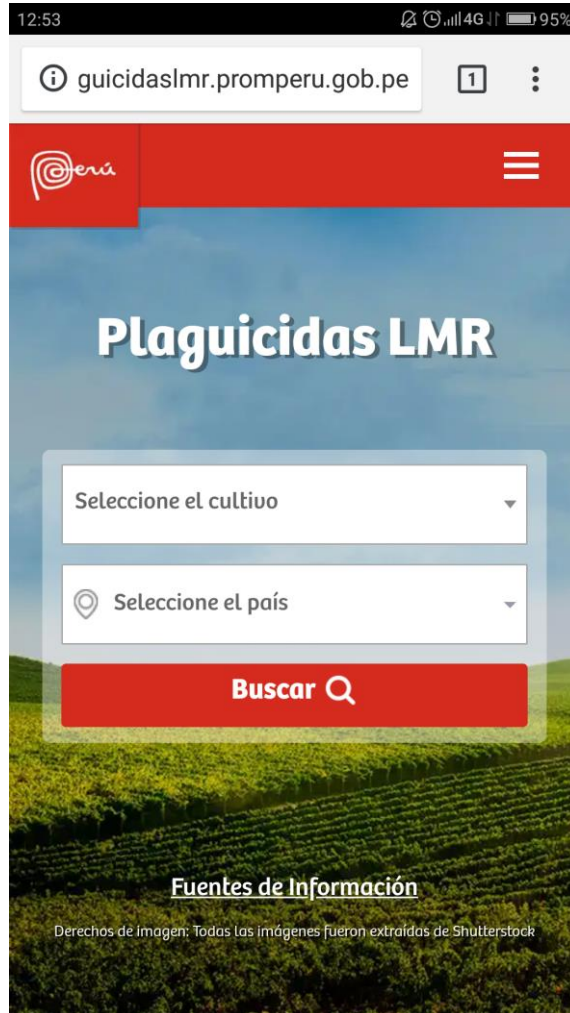 12:53
4G 95%
guicidaslmr.promperu.gob.pe
1
Perú
Plaguicidas LMR
Seleccione el cultivo
Seleccione el país
Buscar
Fuentes de Información
Derechos de imagen: Todas las imágenes fueron extraídas de Shutterstock